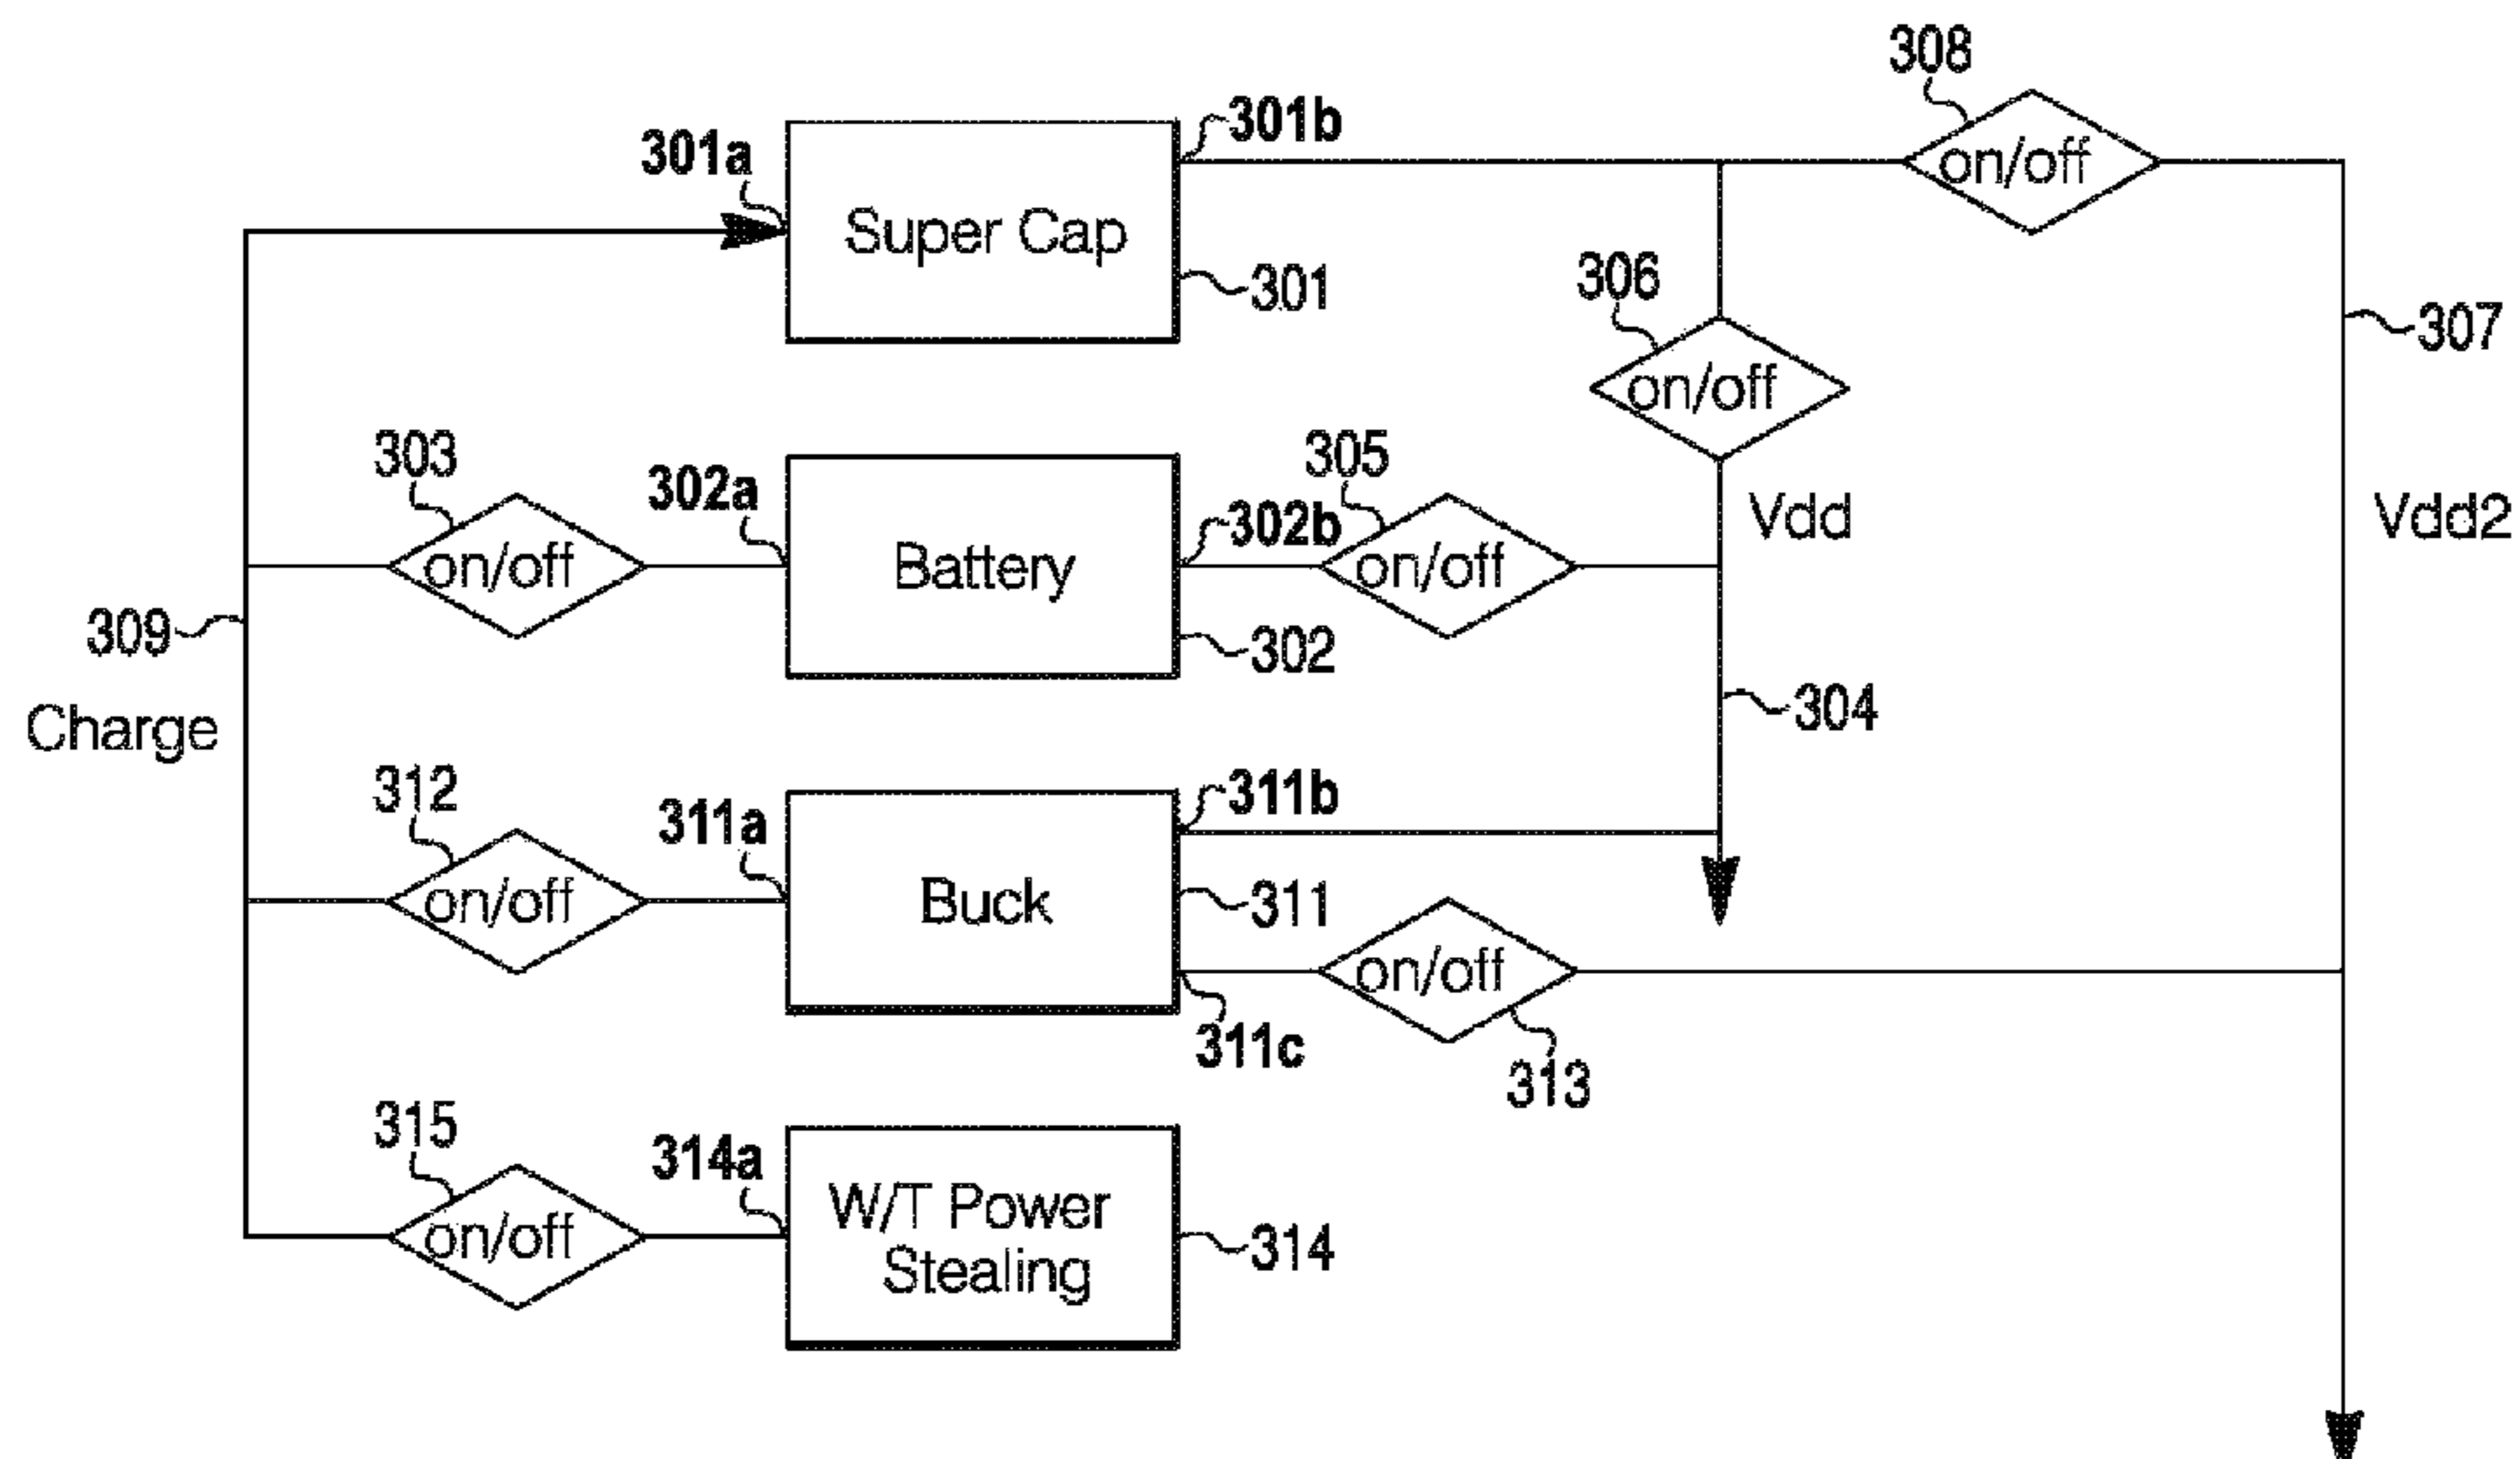 308
301b
301a
on/off
Super Cap
306
301
307
on/off
303
305
302a
302b
Vdd
Vdd2
on/off
Battery
on/off
309
302
304
Charge
312
311b
311a
on/off
Buck
311
on/off
311c
313
315
314a
W/T Power
Stealing
on/off
314